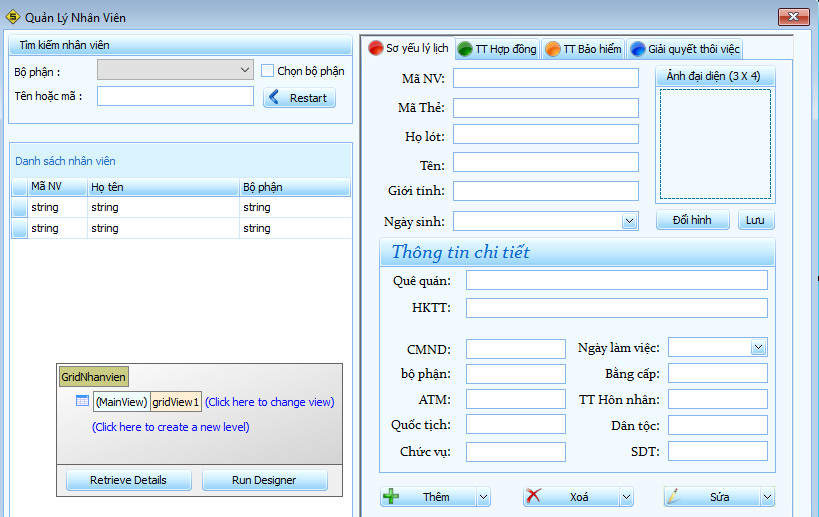 S Quản Lý Nhân Viên
Tìm kiếm nhân viên
Bộ phận :
Chọn bộ phận
Tên hoặc mã :
Restart
Danh sách nhân viên
Mã NV Họ tên Bộ phận
string string string
string string string
GridNhanvien
(MainView) gridView1 (Click here to change view)
(Click here to create a new level)
Retrieve Details Run Designer
Sơ yếu lý lịch TT Hợp đồng TT Bảo hiểm Giải quyết thôi việc
Mã NV:
Mã Thẻ:
Họ lót:
Tên:
Giới tính:
Ngày sinh:
Ảnh đại diện (3 X 4)
Đổi hình Lưu
Thông tin chi tiết
Quê quán:
HKTT:
CMND: Ngày làm việc:
bộ phận: Bằng cấp:
ATM: TT Hôn nhân:
Quốc tịch: Dân tộc:
Chức vụ: SDT:
Thêm Xoá Sửa